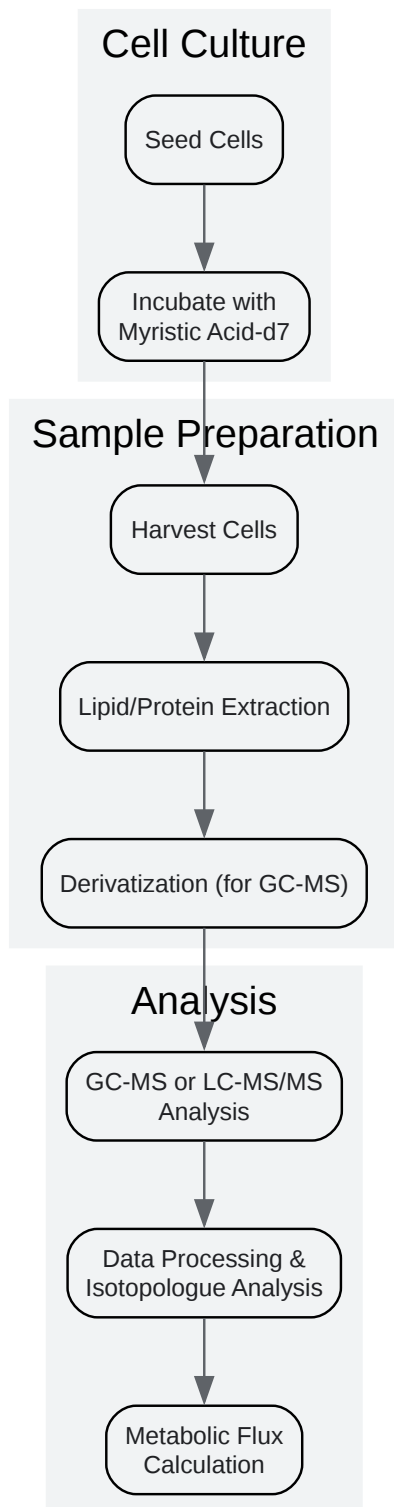 Cell Culture
Seed Cells
Incubate with
Myristic Acid-d7
Sample Preparation
Harvest Cells
Lipid/Protein Extraction
Derivatization (for GC-MS)
Analysis
GC-MS or LC-MS/MS
Analysis
Data Processing &
Isotopologue Analysis
Metabolic Flux
Calculation